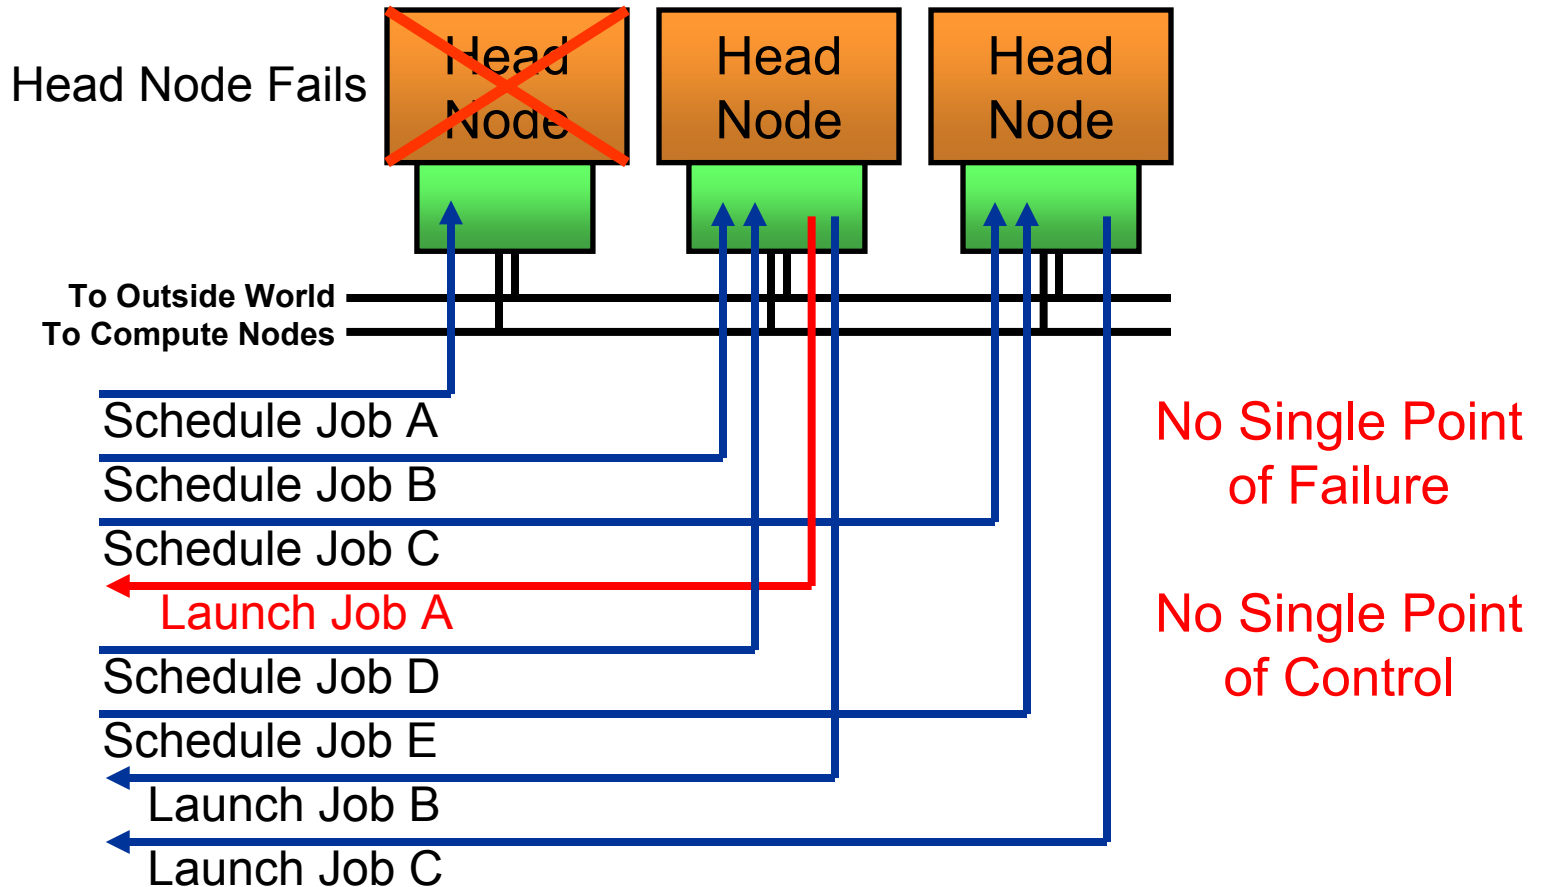 Head Node Fails
Head
Node
Head
Node
Head
Node
To Outside World
To Compute Nodes
Schedule Job A
Schedule Job B
Schedule Job C
Launch Job A
Schedule Job D
Schedule Job E
Launch Job B
Launch Job C
No Single Point
of Failure
No Single Point
of Control